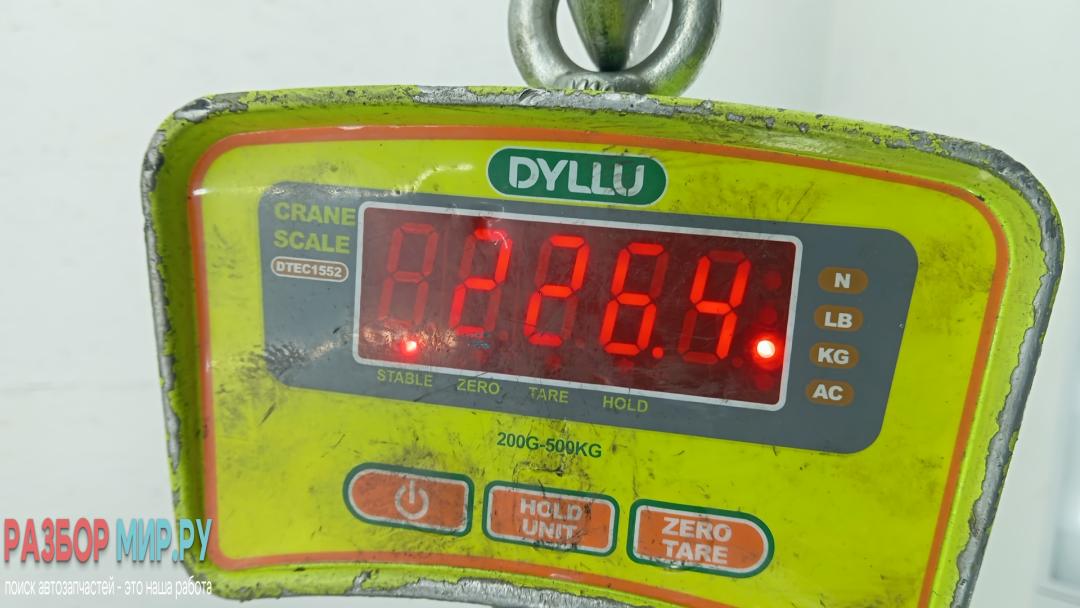 DYLLU
CRANE
SCALE
DTEC1552
226.4
N
LB
KG
AC
STABLE ZERO TARE HOLD
200G-500KG
HOLD
UNIT
ZERO
TARE
РАЗБОР МИР.РУ
поиск автозапчастей - это наша работа